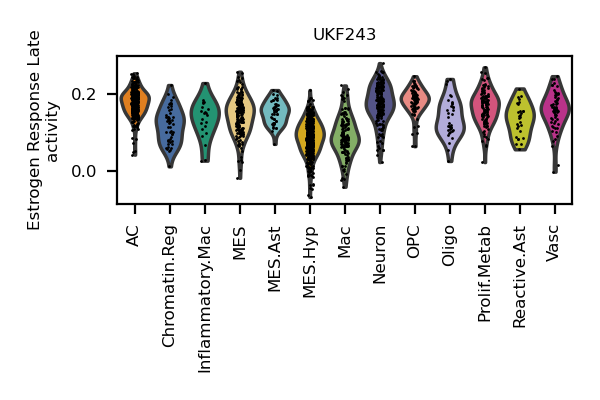 UKF243
Estrogen Response Late
activity
0.2
0.0
AC
Chromatin.Reg
Inflammatory.Mac
MES
MES.Ast
MES.Hyp
Mac
Neuron
OPC
Oligo
Prolif.Metab
Reactive.Ast
Vasc